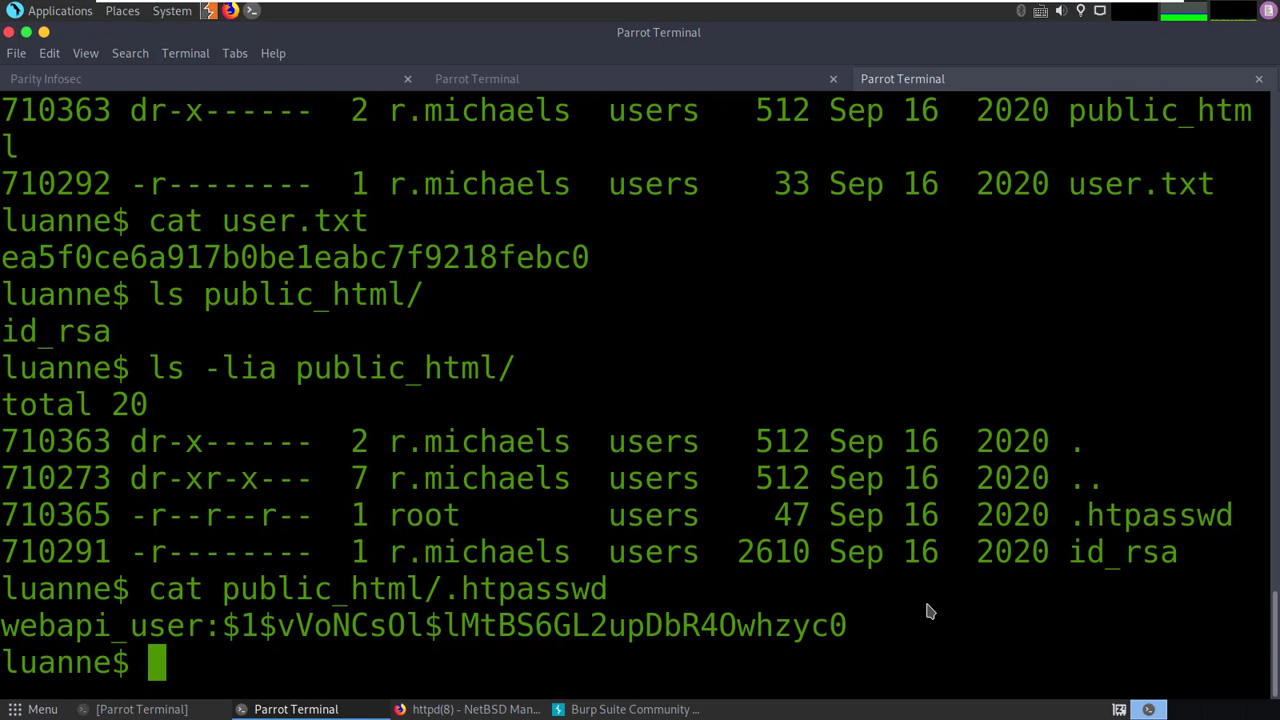 Applications Places System
Parrot Terminal
File Edit View Search Terminal Tabs Help
Parity Infosec × Parrot Terminal × Parrot Terminal ×
710363 dr-x------ 2 r.michaels users 512 Sep 16 2020 public_htm
l
710292 -r-------- 1 r.michaels users 33 Sep 16 2020 user.txt
luanne$ cat user.txt
ea5f0ce6a917b0be1eabc7f9218febc0
luanne$ ls public_html/
id_rsa
luanne$ ls -lia public_html/
total 20
710363 dr-x------ 2 r.michaels users 512 Sep 16 2020 .
710273 dr-xr-x--- 7 r.michaels users 512 Sep 16 2020 ..
710365 -r--r--r-- 1 root users 47 Sep 16 2020 .htpasswd
710291 -r-------- 1 r.michaels users 2610 Sep 16 2020 id_rsa
luanne$ cat public_html/.htpasswd
webapi_user:$1$vVoNCsOl$lMtBS6GL2upDbR4Owhzyc0
luanne$
Menu [Parrot Terminal] Parrot Terminal httpd(8) - NetBSD Man... Burp Suite Community ...